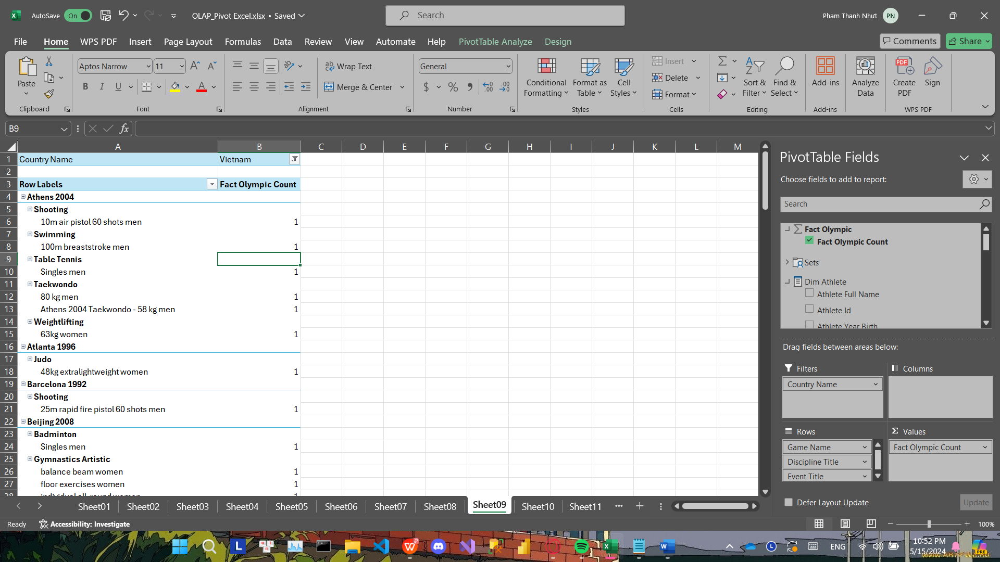 AutoSave On OLAP_Pivot Excel.xlsx • Saved Search Phạm Thanh Nhựt PN
File Home WPS PDF Insert Page Layout Formulas Data Review View Automate Help PivotTable Analyze Design Comments Share
Paste
Clipboard
Aptos Narrow 11
B I U A
Font
Wrap Text
Merge & Center
Alignment
General
$ % 9 .00 .00
Number
Conditional Formatting
Format as Table
Cell Styles
Styles
Insert
Delete
Format
Cells
Sort & Filter
Find & Select
Editing
Add-ins
Add-ins
Analyze Data
Create PDF
Sign
WPS PDF
B9 fx
A B C D E F G H I J K L M
1 Country Name Vietnam
2
3 Row Labels Fact Olympic Count
4 Athens 2004
5 Shooting
6 10m air pistol 60 shots men 1
7 Swimming
8 100m breaststroke men 1
9 Table Tennis
10 Singles men 1
11 Taekwondo
12 80 kg men 1
13 Athens 2004 Taekwondo - 58 kg men 1
14 Weightlifting
15 63kg women 1
16 Atlanta 1996
17 Judo
18 48kg extralightweight women 1
19 Barcelona 1992
20 Shooting
21 25m rapid fire pistol 60 shots men 1
22 Beijing 2008
23 Badminton
24 Singles men 1
25 Gymnastics Artistic
26 balance beam women 1
27 floor exercises women 1
28 individual all-round women 1
PivotTable Fields
Choose fields to add to report:
Search
Σ Fact Olympic
Fact Olympic Count
Sets
Dim Athlete
Athlete Full Name
Athlete Id
Athlete Year Birth
Drag fields between areas below:
Filters
Country Name
Columns
Rows
Game Name
Discipline Title
Event Title
Σ Values
Fact Olympic Count
Defer Layout Update Update
Sheet01 Sheet02 Sheet03 Sheet04 Sheet05 Sheet06 Sheet07 Sheet08 Sheet09 Sheet10 Sheet11 ...
Ready Accessibility: Investigate 100%
ENG 10:52 PM
5/15/2024
PRE